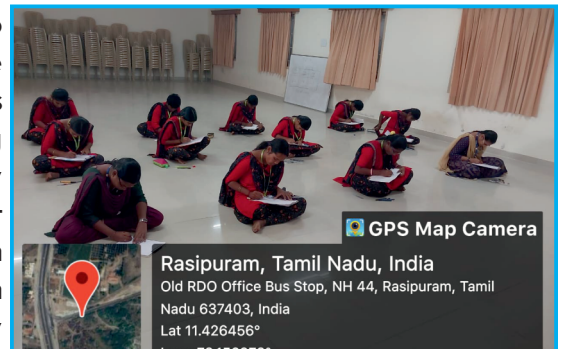 GPS Map Camera
Rasipuram, Tamil Nadu, India
Old RDO Office Bus Stop, NH 44, Rasipuram, Tamil
Nadu 637403, India
Lat 11.426456°